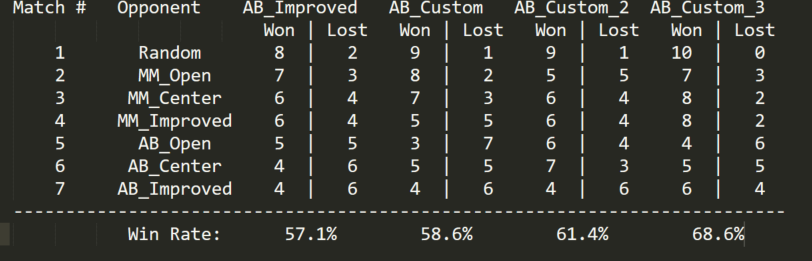 Match #   Opponent    AB_Improved   AB_Custom   AB_Custom_2  AB_Custom_3
Won | Lost   Won | Lost   Won | Lost   Won | Lost
1   Random   8 | 2   9 | 1   9 | 1   10 | 0
2   MM_Open   7 | 3   8 | 2   5 | 5   7 | 3
3   MM_Center   6 | 4   7 | 3   6 | 4   8 | 2
4   MM_Improved   6 | 4   5 | 5   6 | 4   8 | 2
5   AB_Open   5 | 5   3 | 7   6 | 4   4 | 6
6   AB_Center   4 | 6   5 | 5   7 | 3   5 | 5
7   AB_Improved   4 | 6   4 | 6   4 | 6   6 | 4
--------------------------------------------------------------------------
Win Rate:   57.1%   58.6%   61.4%   68.6%